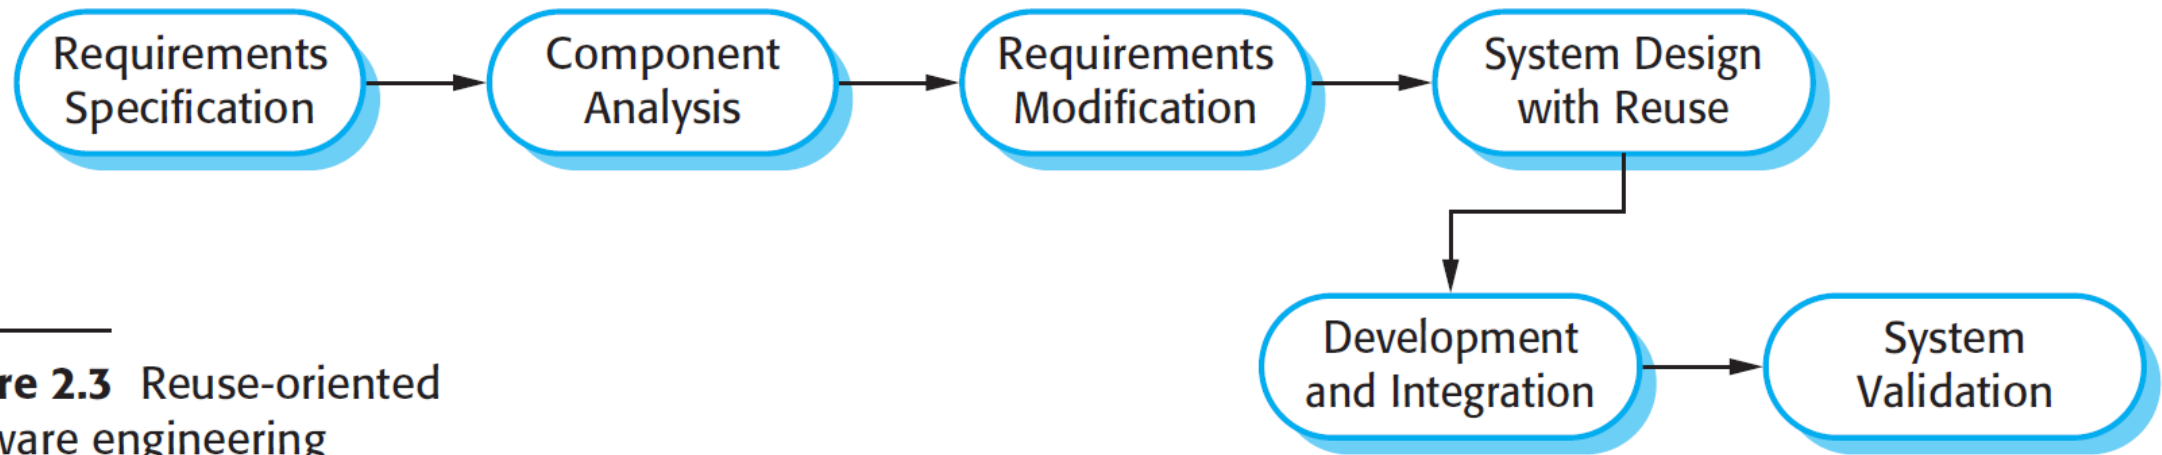 Requirements
Specification
Component
Analysis
Requirements
Modification
System Design
with Reuse
Development
and Integration
System
Validation
re 2.3 Reuse-oriented
ware engineering